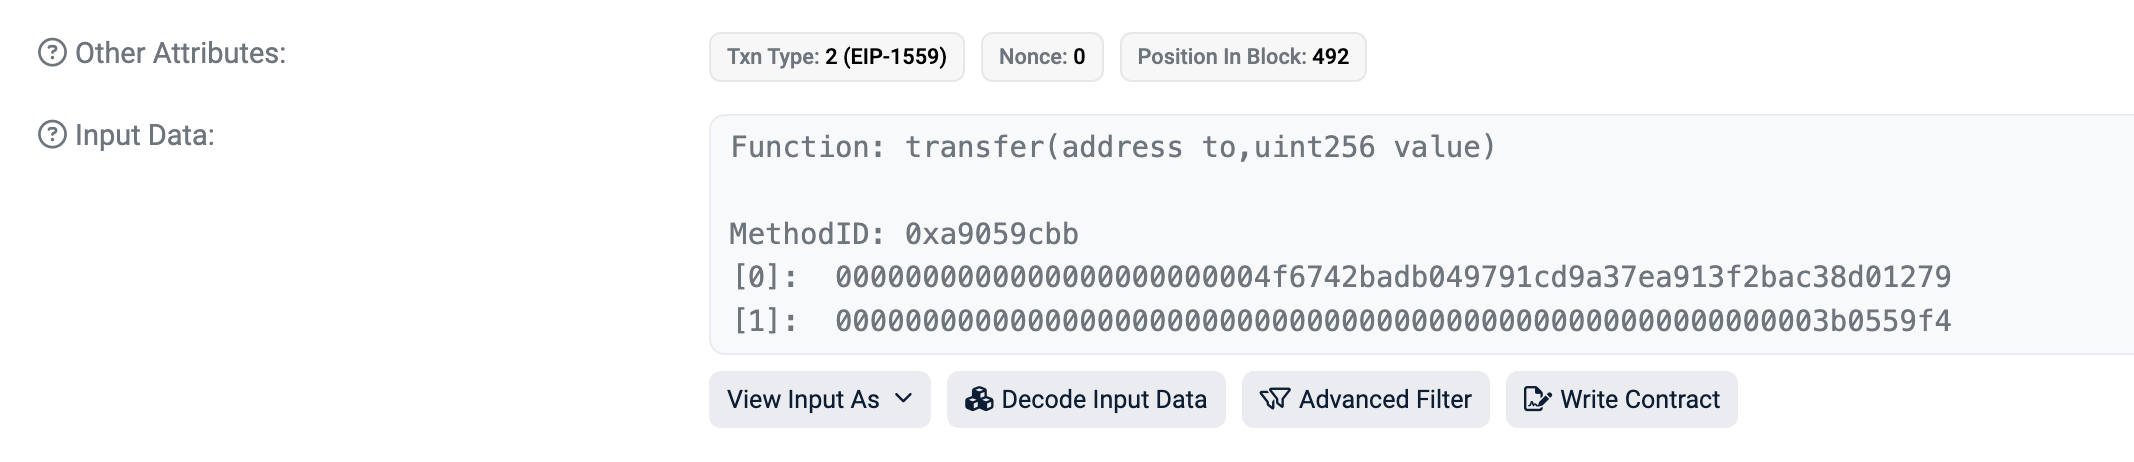 Other Attributes:
Txn Type: 2 (EIP-1559) Nonce: 0 Position In Block: 492
Input Data:
Function: transfer(address to,uint256 value)
MethodID: 0xa9059cbb
[0]: 0000000000000000000000004f6742badb049791cd9a37ea913f2bac38d01279
[1]: 000000000000000000000000000000000000000000000000000000003b0559f4
View Input As Decode Input Data Advanced Filter Write Contract